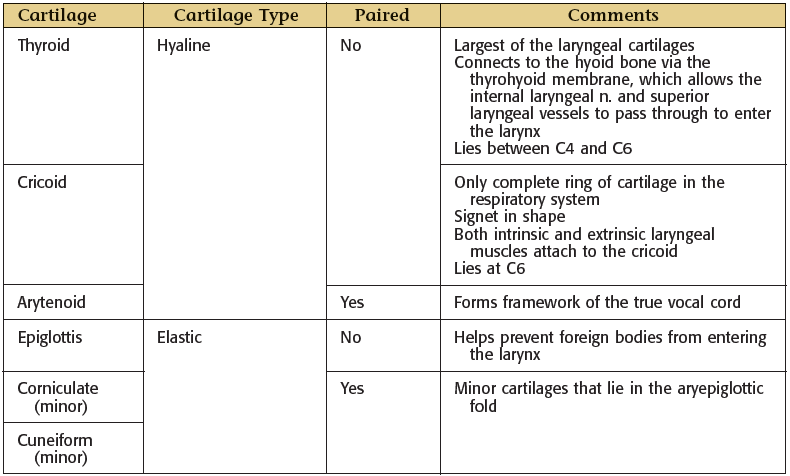 Cartilage Cartilage Type Paired Comments
Thyroid Hyaline No Largest of the laryngeal cartilages
Connects to the hyoid bone via the
thyrohyoid membrane, which allows the
internal laryngeal n. and superior
laryngeal vessels to pass through to enter
the larynx
Lies between C4 and C6
Cricoid Only complete ring of cartilage in the
respiratory system
Signet in shape
Both intrinsic and extrinsic laryngeal
muscles attach to the cricoid
Lies at C6
Arytenoid Yes Forms framework of the true vocal cord
Epiglottis Elastic No Helps prevent foreign bodies from entering
the larynx
Corniculate Yes Minor cartilages that lie in the aryepiglottic
(minor) fold
Cuneiform
(minor)